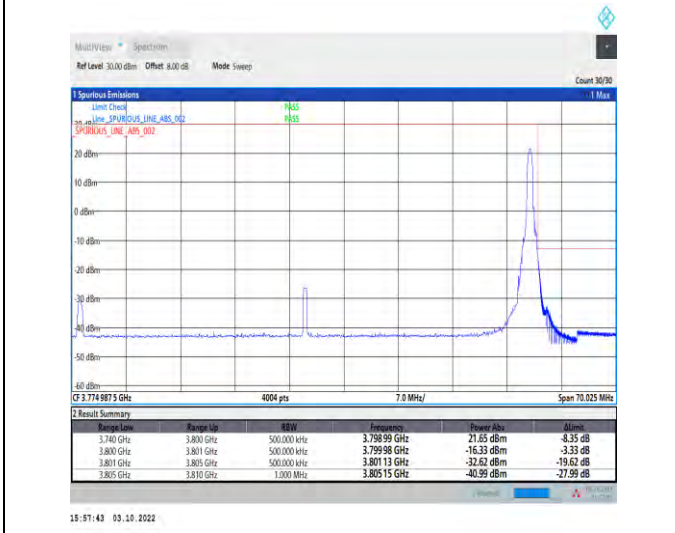 MultiView Spectrum
Ref Level 30.00 dBm Offset 8.00 dB Mode Sweep
Count 30/30
1 Spurious Emissions 1 Max
Limit Check PASS
Line _SPURIOUS_LINE_ABS_002 PASS
_SPURIOUS_LINE_ABS_002
20 dBm
10 dBm
0 dBm
-10 dBm
-20 dBm
-30 dBm
-40 dBm
-50 dBm
-60 dBm
CF 3.774 987 5 GHz 4004 pts 7.0 MHz/ Span 70.025 MHz
2 Result Summary
Range Low Range Up RBW Frequency Power Abs ΔLimit
3.740 GHz 3.800 GHz 500.000 kHz 3.798 99 GHz 21.65 dBm -8.35 dB
3.800 GHz 3.801 GHz 500.000 kHz 3.799 98 GHz -16.33 dBm -3.33 dB
3.801 GHz 3.805 GHz 500.000 kHz 3.801 13 GHz -32.62 dBm -19.62 dB
3.805 GHz 3.810 GHz 1.000 MHz 3.805 15 GHz -40.99 dBm -27.99 dB
15:57:43 03.10.2022